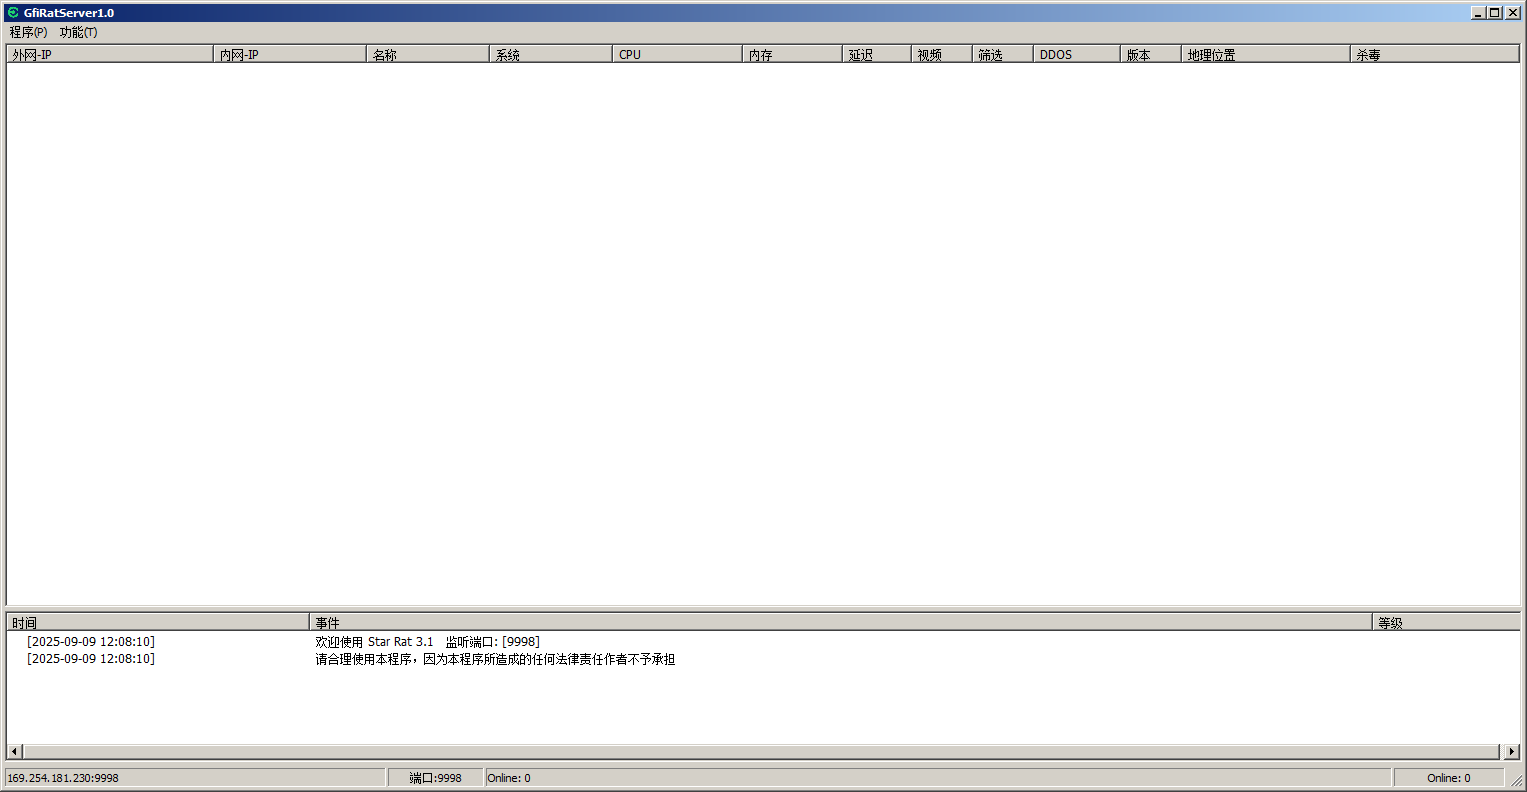 GfiRatServer1.0
程序(P) 功能(T)
外网-IP 内网-IP 名称 系统 CPU 内存 延迟 视频 筛选 DDOS 版本 地理位置 杀毒
时间 事件 等级
[2025-09-09 12:08:10] 欢迎使用 Star Rat 3.1 监听端口: [9998]
[2025-09-09 12:08:10] 请合理使用本程序，因为本程序所造成的任何法律责任作者不予承担
169.254.181.230:9998 端口:9998 Online: 0 Online: 0